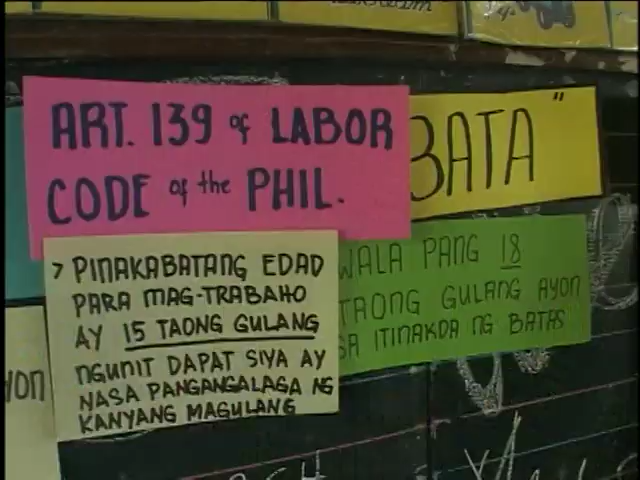 ART. 139 of LABOR
CODE of the PHIL.
BATA"
> PINAKABATANG EDAD
PARA MAG-TRABAHO
AY 15 TAONG GULANG
NGUNIT DAPAT SIYA AY
NASA PANGANGALAGA NG
KANYANG MAGULANG
WALA PANG 18
TAONG GULANG AYON
SA ITINAKDA NG BATAS
YON